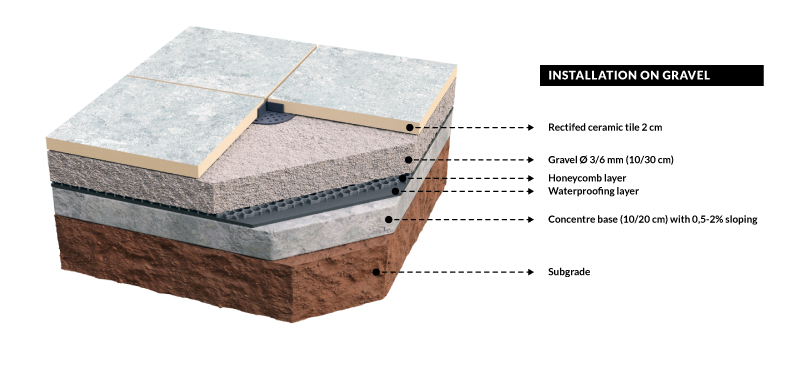 INSTALLATION ON GRAVEL
Rectifed ceramic tile 2 cm
Gravel Ø 3/6 mm (10/30 cm)
Honeycomb layer
Waterproofing layer
Concentre base (10/20 cm) with 0,5-2% sloping
Subgrade